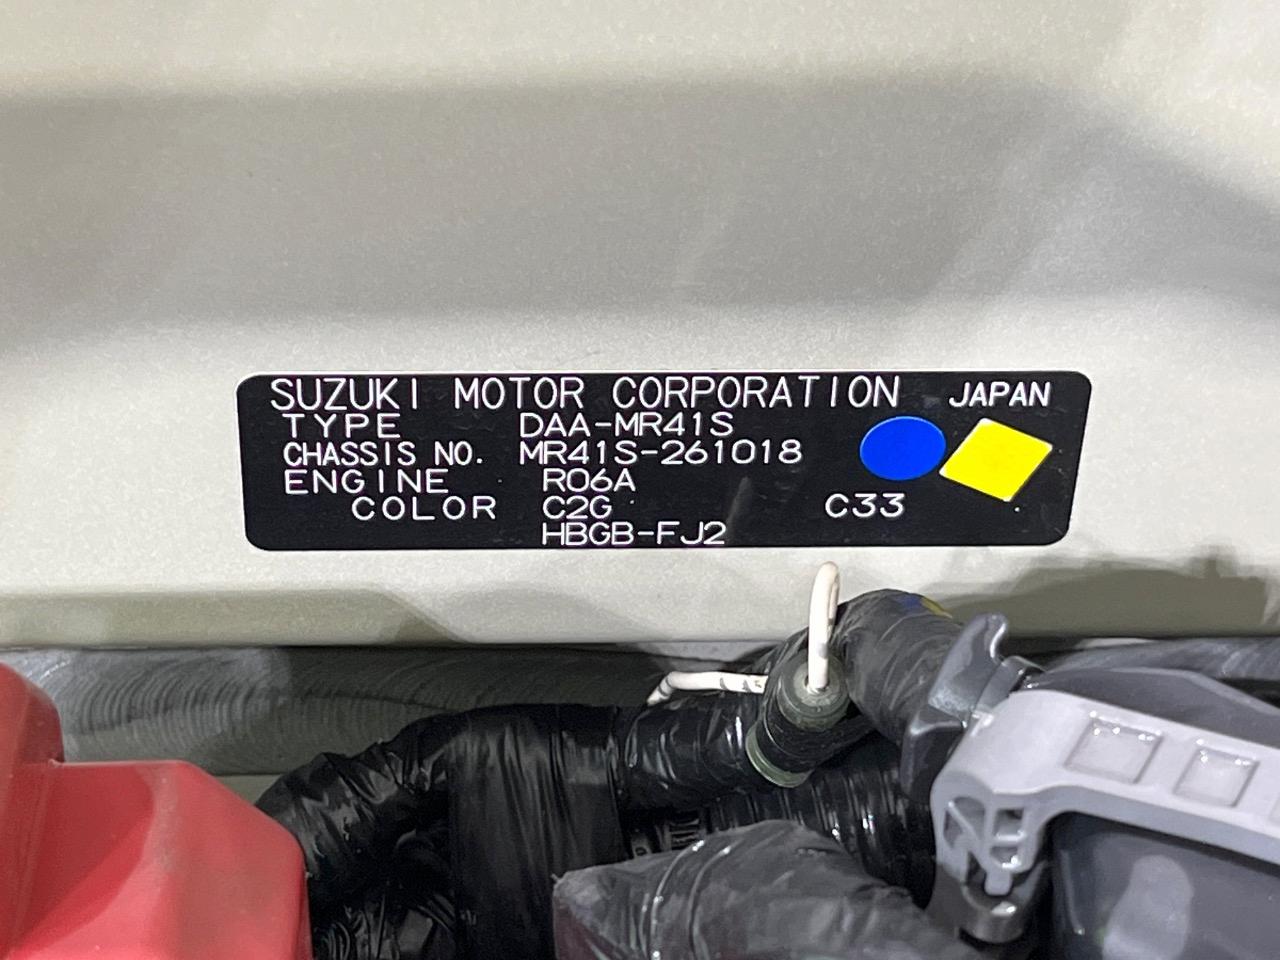 SUZUKI MOTOR CORPORATION JAPAN
TYPE DAA-MR41S
CHASSIS NO. MR41S-261018
ENGINE R06A
COLOR C2G C33
HBGB-FJ2